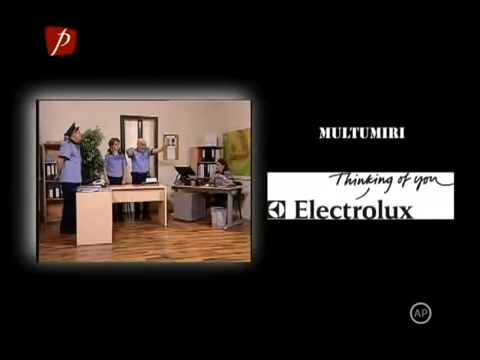 p
MULTUMIRI
Thinking of you
Electrolux
AP